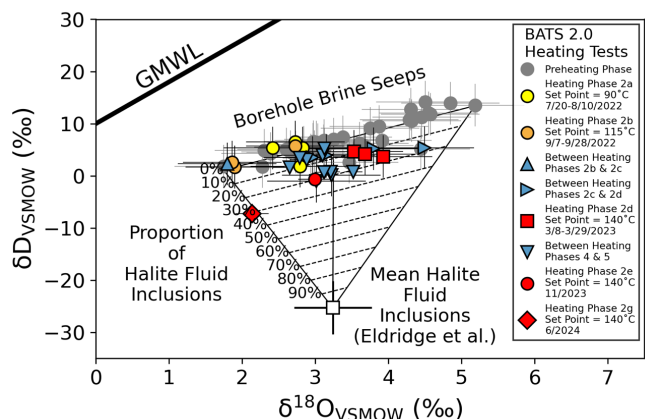 GMWL
Borehole Brine Seeps
BATS 2.0
Heating Tests
Preheating Phase
Heating Phase 2a
Set Point = 90˚C
7/20-8/10/2022
Heating Phase 2b
Set Point = 115˚C
9/7-9/28/2022
Between Heating
Phases 2b & 2c
Between Heating
Phases 2c & 2d
Heating Phase 2d
Set Point = 140˚C
3/8-3/29/2023
Between Heating
Phases 4 & 5
Heating Phase 2e
Set Point = 140˚C
11/2023
Heating Phase 2g
Set Point = 140˚C
6/2024
Proportion
of
Halite Fluid
Inclusions
Mean Halite
Fluid
Inclusions
(Eldridge et al.)
0%
10%
20%
30%
40%
50%
60%
70%
80%
90%
δD_VSMOW (‰)
30
20
10
0
−10
−20
−30
0
1
2
3
4
5
6
7
δ¹⁸O_VSMOW (‰)